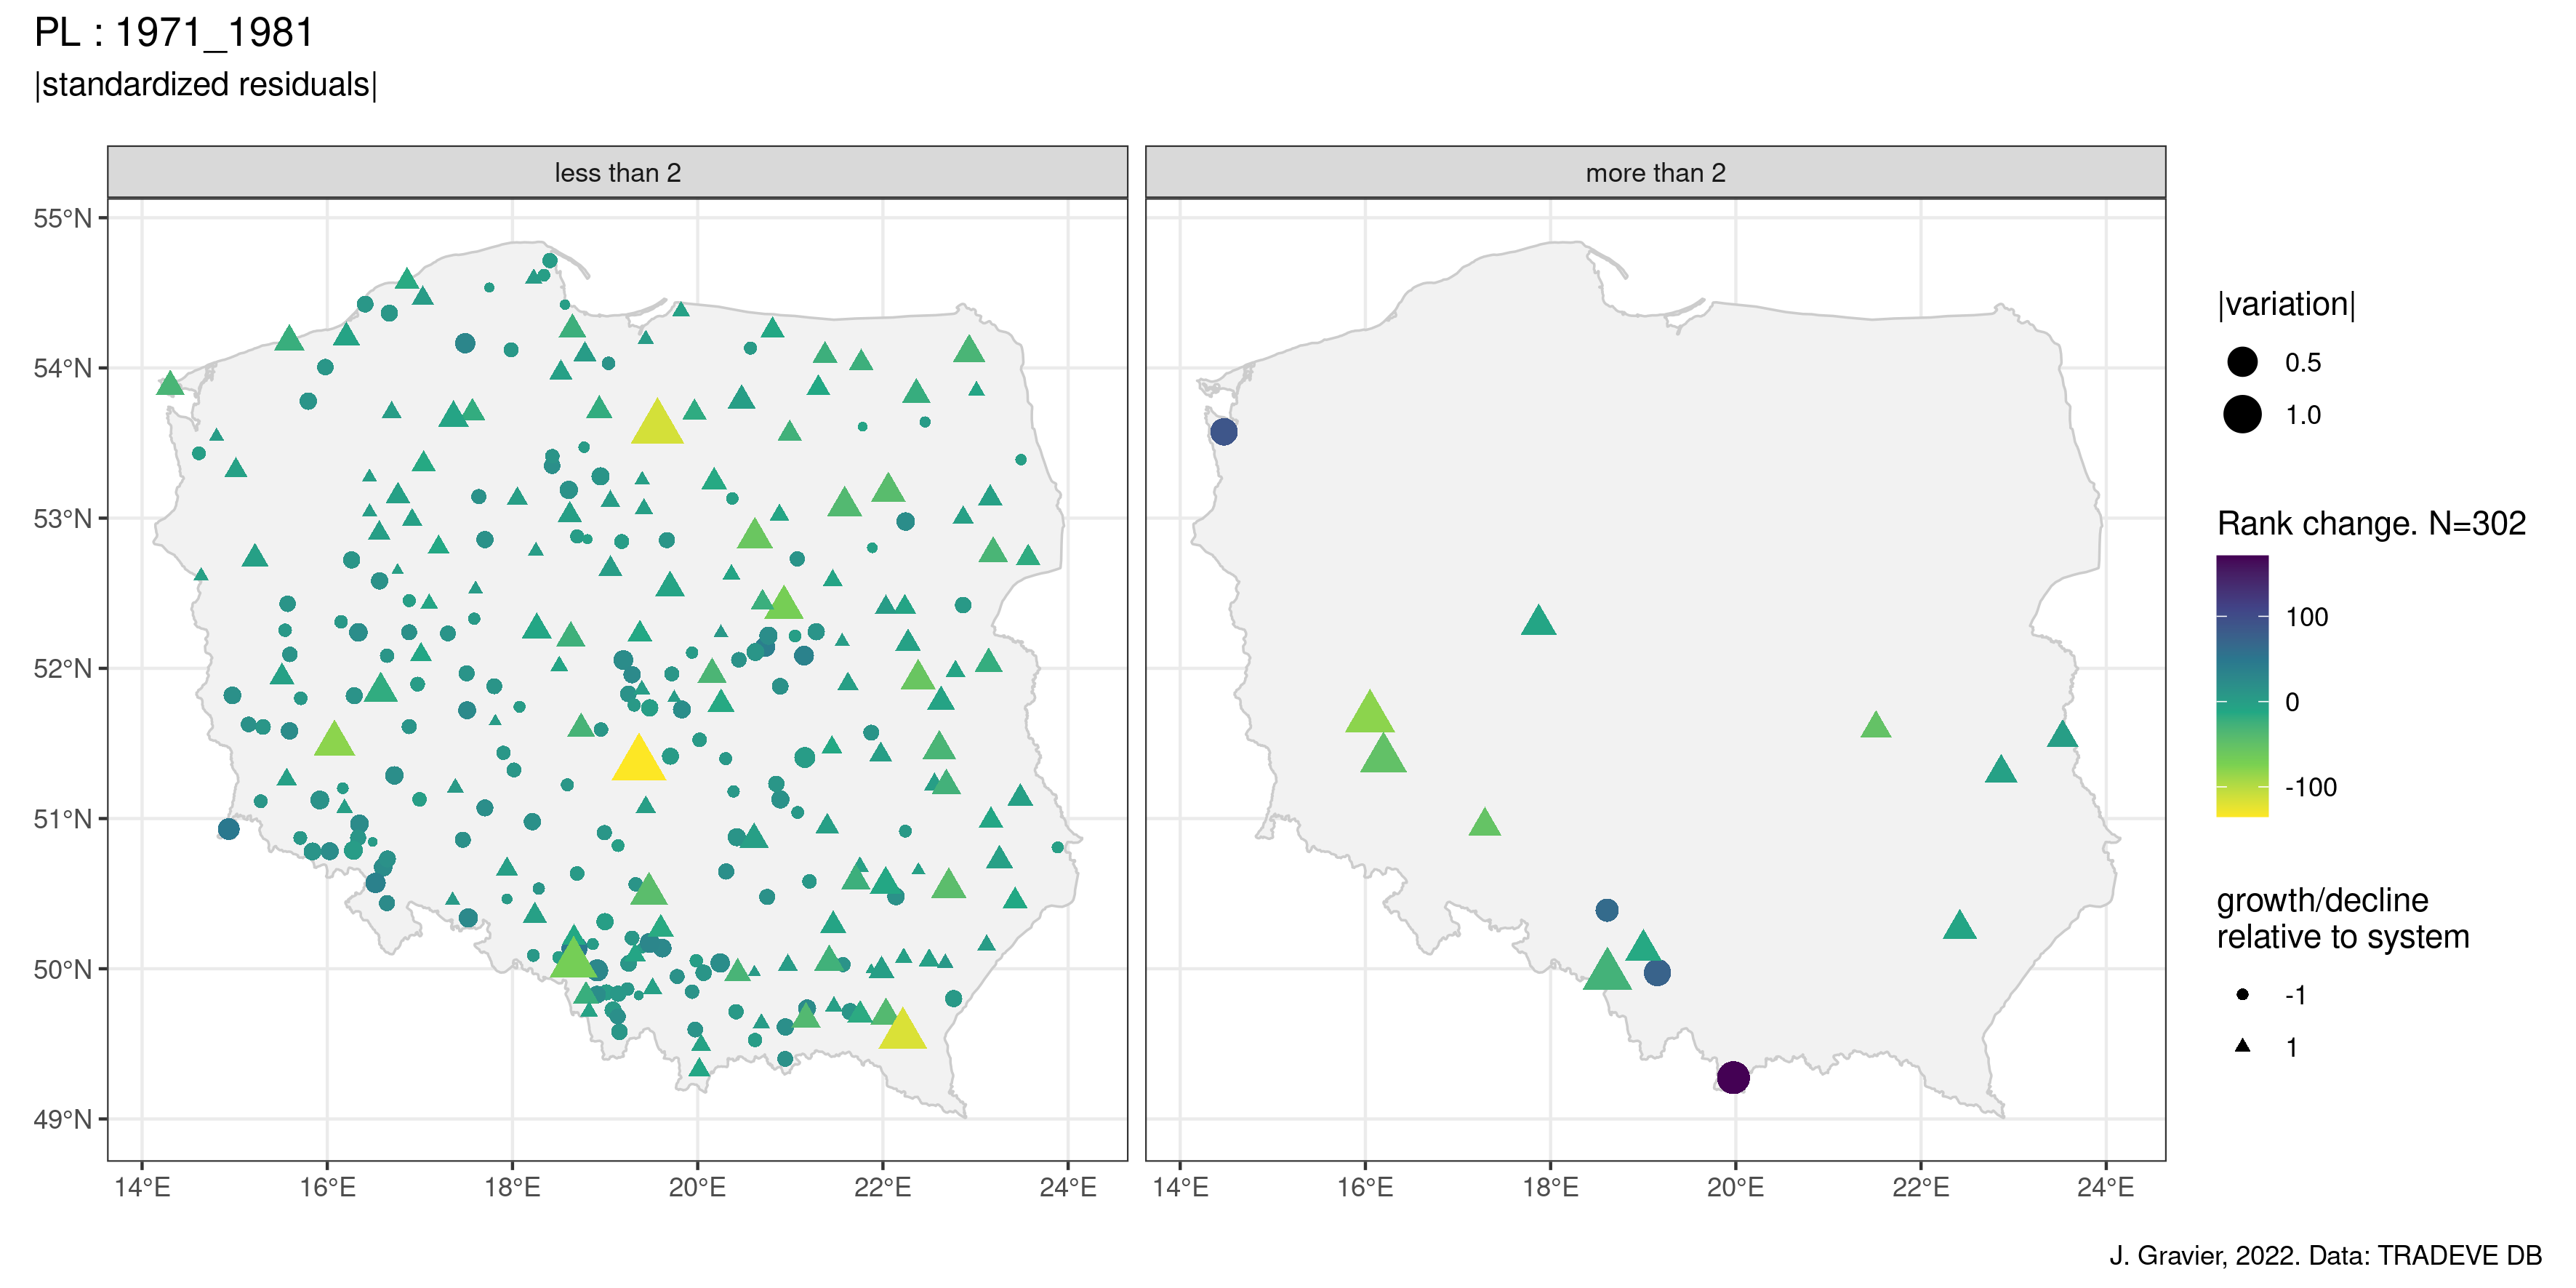 PL : 1971_1981
|standardized residuals|
less than 2
more than 2
55°N
54°N
53°N
52°N
51°N
50°N
49°N
14°E 16°E 18°E 20°E 22°E 24°E
14°E 16°E 18°E 20°E 22°E 24°E
|variation|
0.5
1.0
Rank change. N=302
100
0
-100
growth/decline
relative to system
-1
1
J. Gravier, 2022. Data: TRADEVE DB